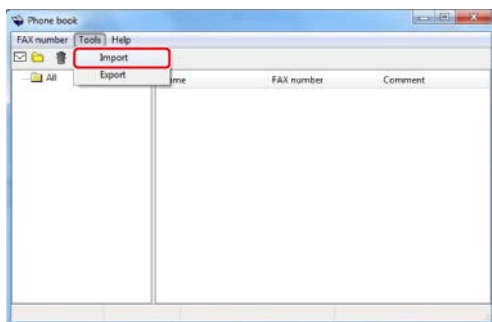 Phone book
FAX number Tools Help
Import
Export
All
ame FAX number Comment